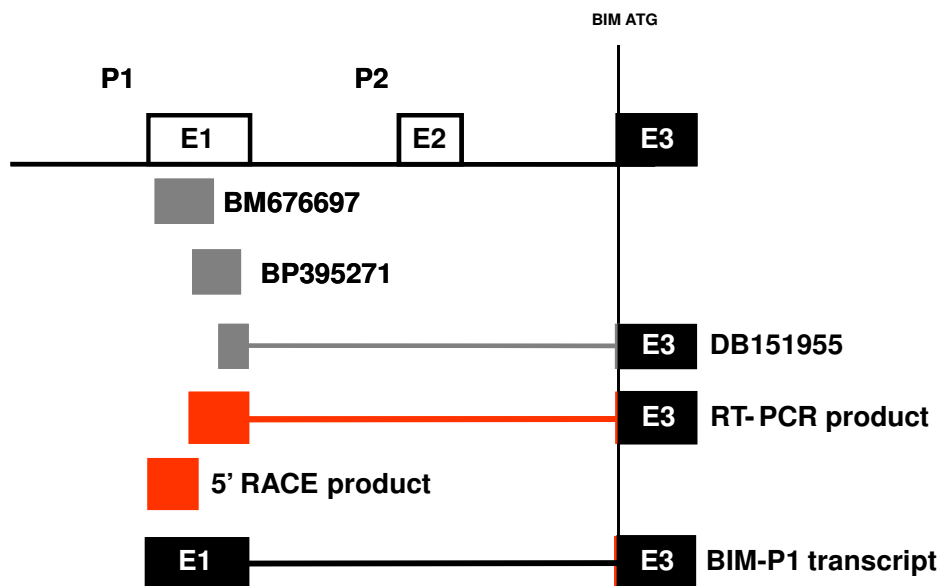 BIM ATG
P1 P2
E1 E2 E3
BM676697
BP395271
E3 DB151955
E3 RT-PCR product
5' RACE product
E1 E3 BIM-P1 transcript